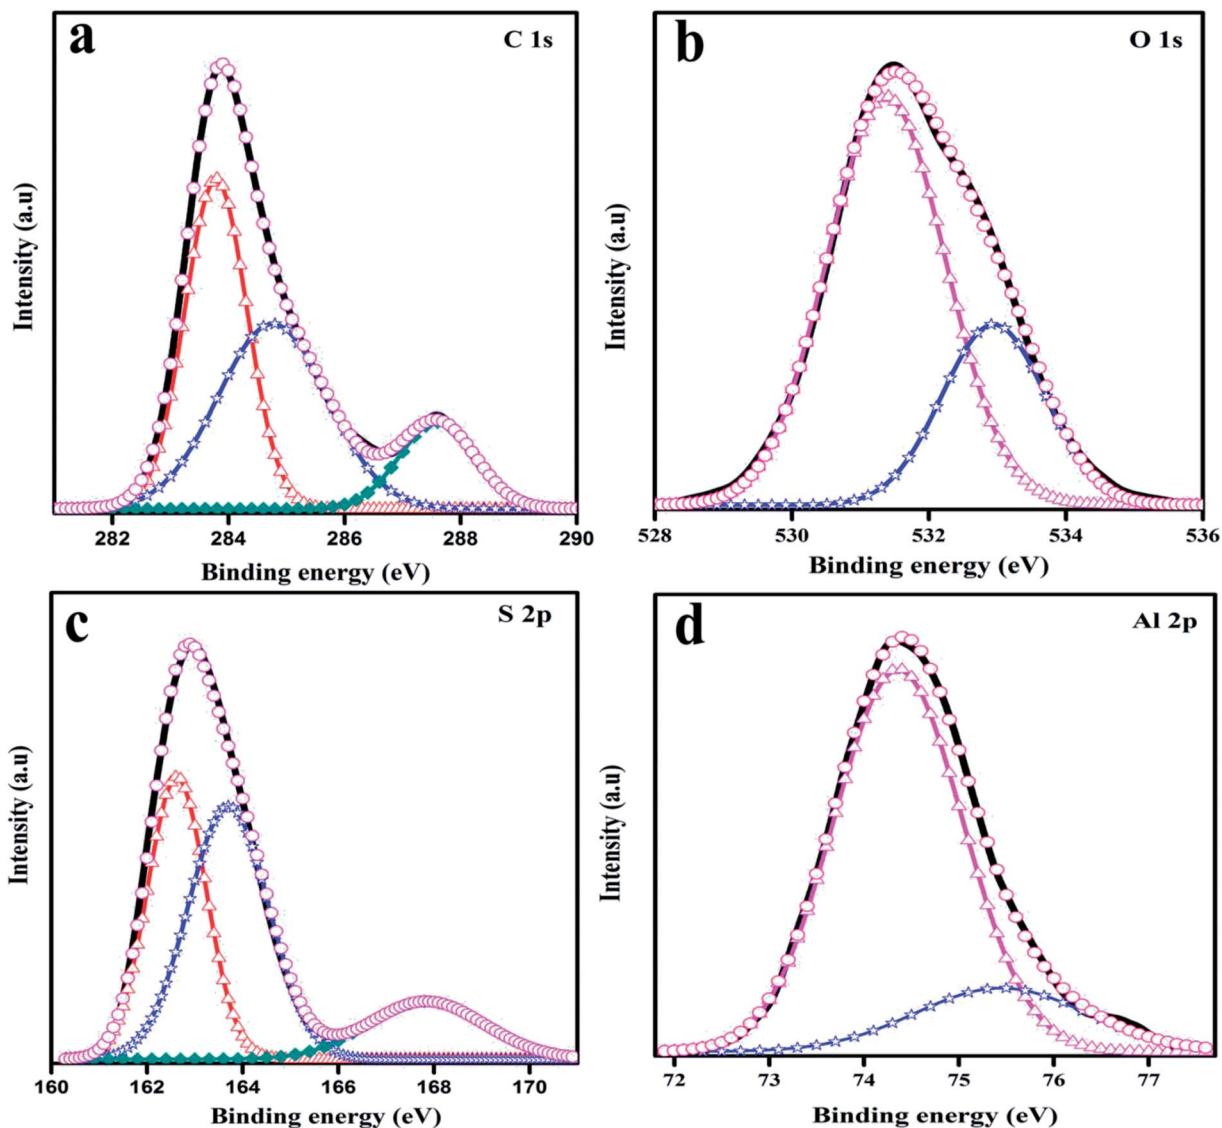 a
C 1s
Intensity (a.u)
282 284 286 288 290
Binding energy (eV)
b
O 1s
Intensity (a.u)
528 530 532 534 536
Binding energy (eV)
c
S 2p
Intensity (a.u)
160 162 164 166 168 170
Binding energy (eV)
d
Al 2p
Intensity (a.u)
72 73 74 75 76 77
Binding energy (eV)